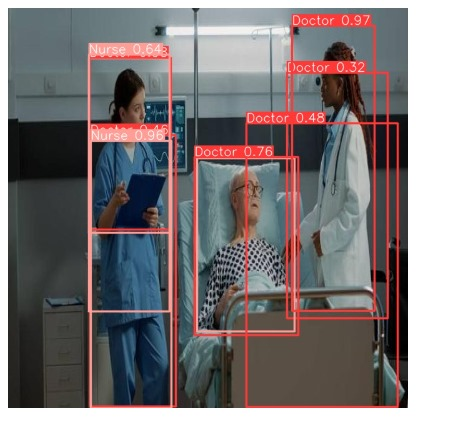 Doctor 0.97
Nurse 0.64
Doctor 0.32
Doctor 0.48
Nurse 0.96
Doctor 0.76